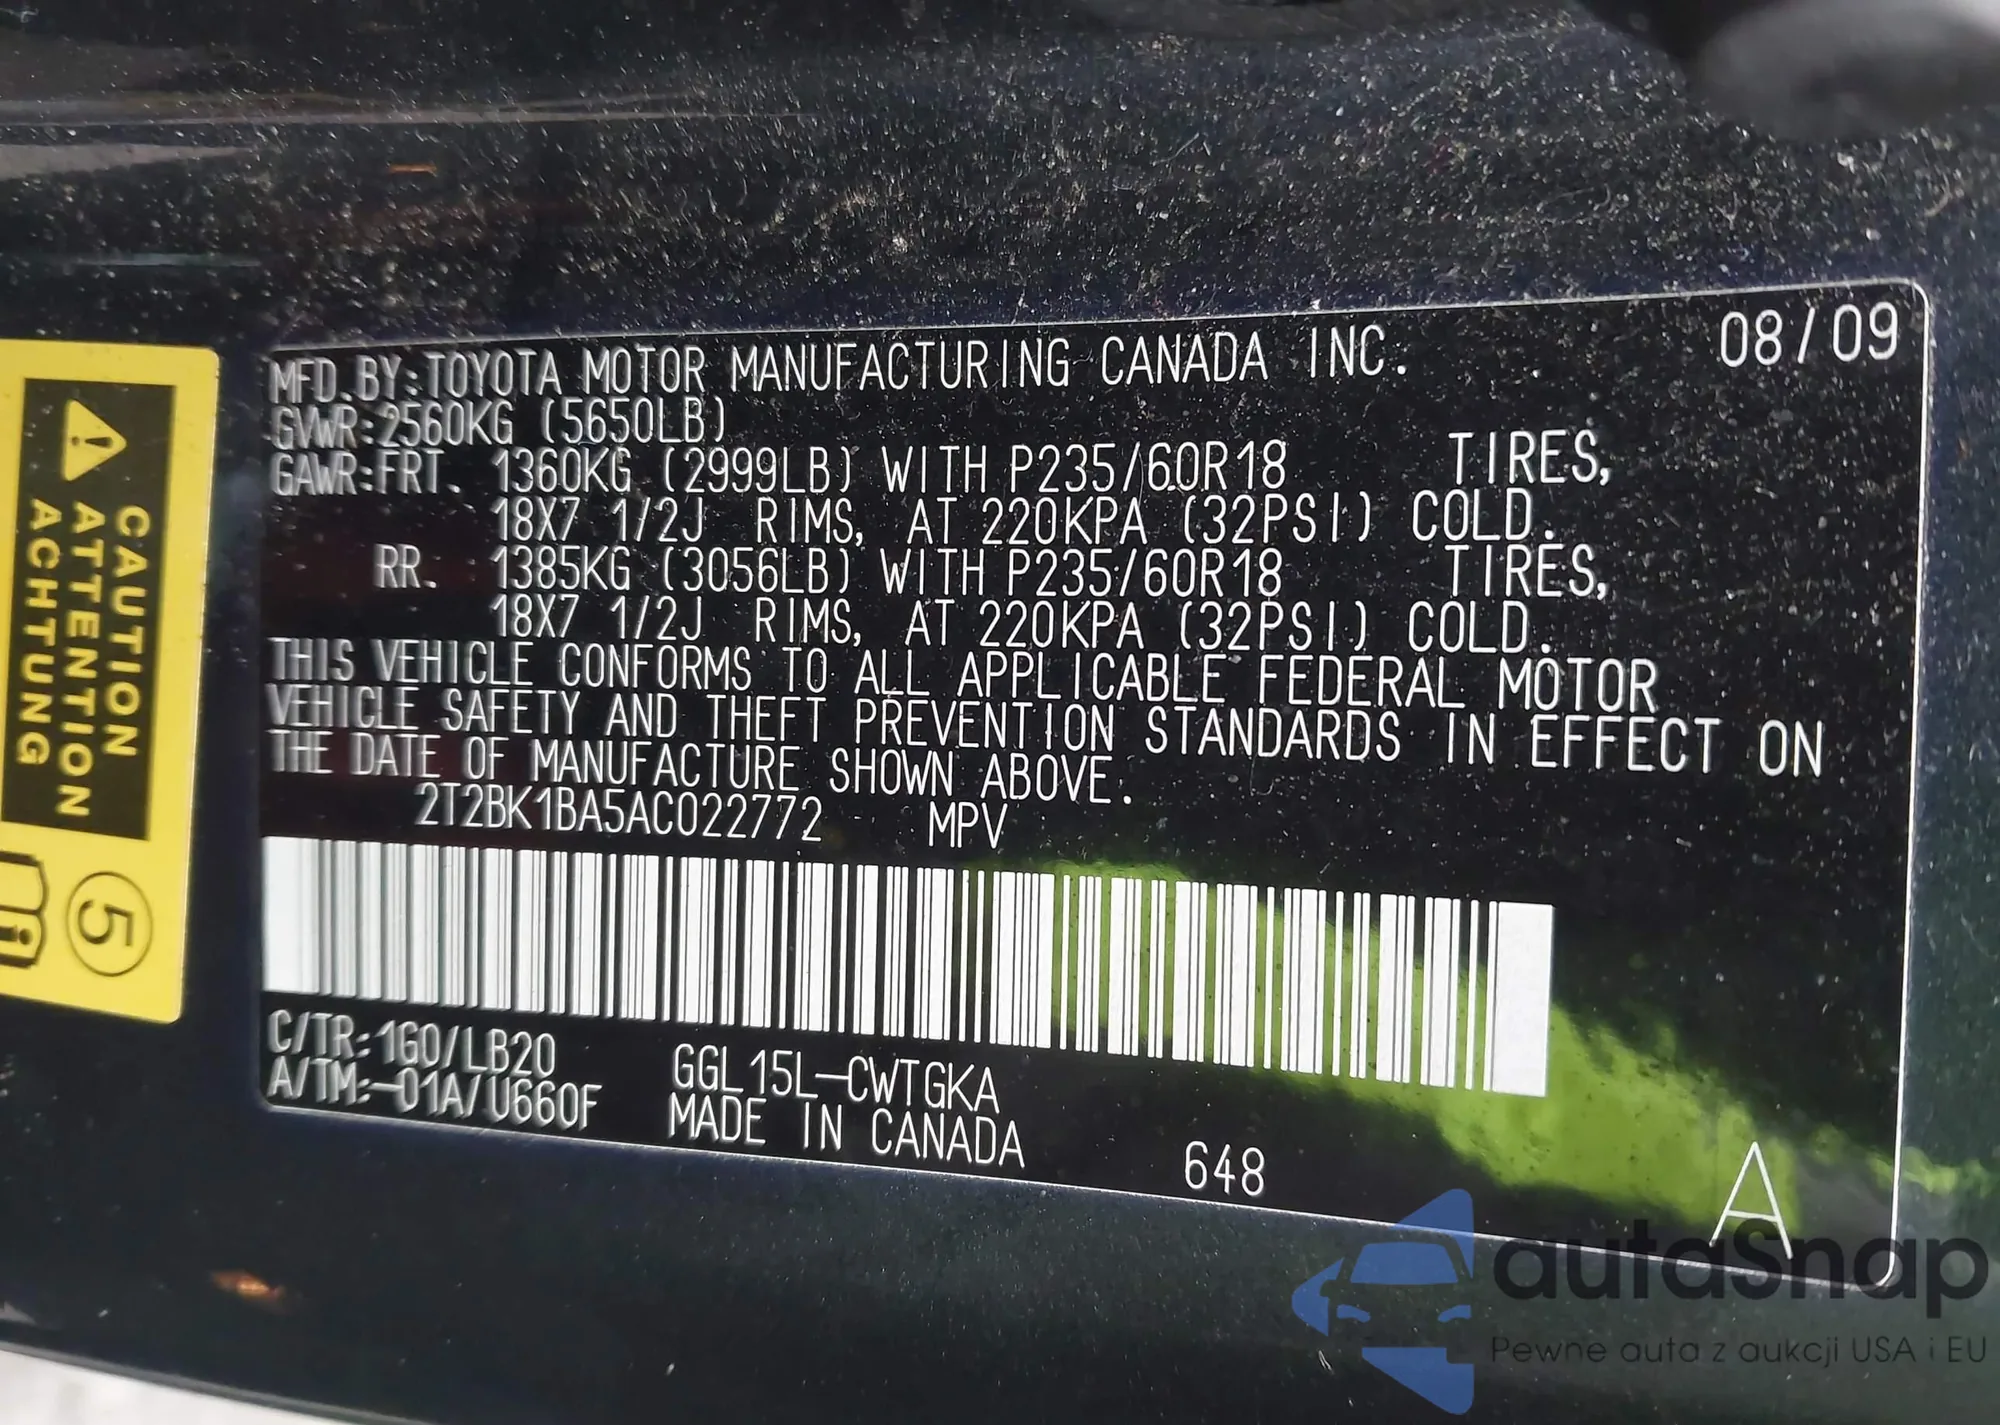 08/09
MFD.BY:TOYOTA MOTOR MANUFACTURING CANADA INC.
GVWR:2560KG (5650LB)
GAWR:FRT. 1360KG (2999LB) WITH P235/60R18 TIRES,
18X7 1/2J RIMS, AT 220KPA (32PSI) COLD.
RR. 1385KG (3056LB) WITH P235/60R18 TIRES,
18X7 1/2J RIMS, AT 220KPA (32PSI) COLD.
THIS VEHICLE CONFORMS TO ALL APPLICABLE FEDERAL MOTOR
VEHICLE SAFETY AND THEFT PREVENTION STANDARDS IN EFFECT ON
THE DATE OF MANUFACTURE SHOWN ABOVE.
2T2BK1BA5AC022772 MPV
C/TR:1G0/LB20 GGL15L-CWTGKA
A/TM:-01A/U660F MADE IN CANADA
648
A
CAUTION
ATTENTION
ACHTUNG
5
autaSnap
Pewne auta z aukcji USA i EU